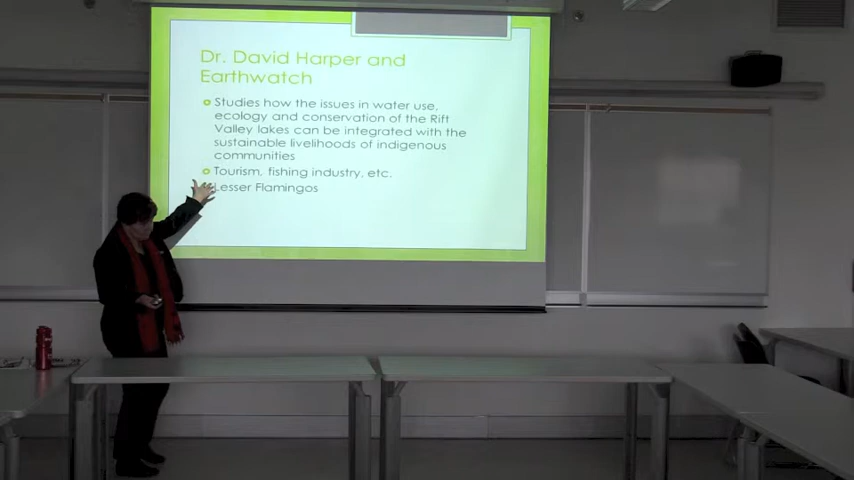 Dr. David Harper and
Earthwatch
Studies how the issues in water use,
ecology and conservation of the Rift
Valley lakes can be integrated with the
sustainable livelihoods of indigenous
communities
Tourism, fishing industry, etc.
Lesser Flamingos